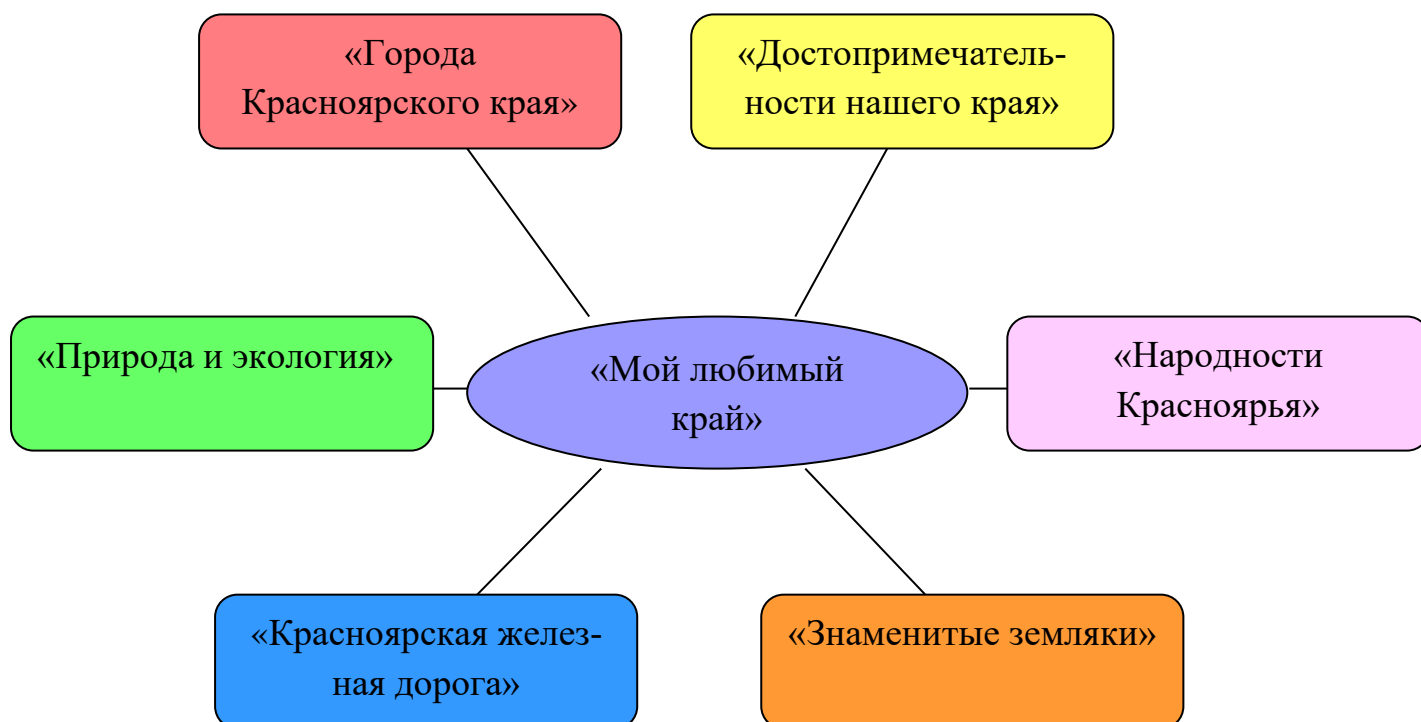 «Города
Красноярского края»
«Достопримечатель-
ности нашего края»
«Природа и экология»
«Мой любимый
край»
«Народности
Красноярья»
«Красноярская желез-
ная дорога»
«Знаменитые земляки»